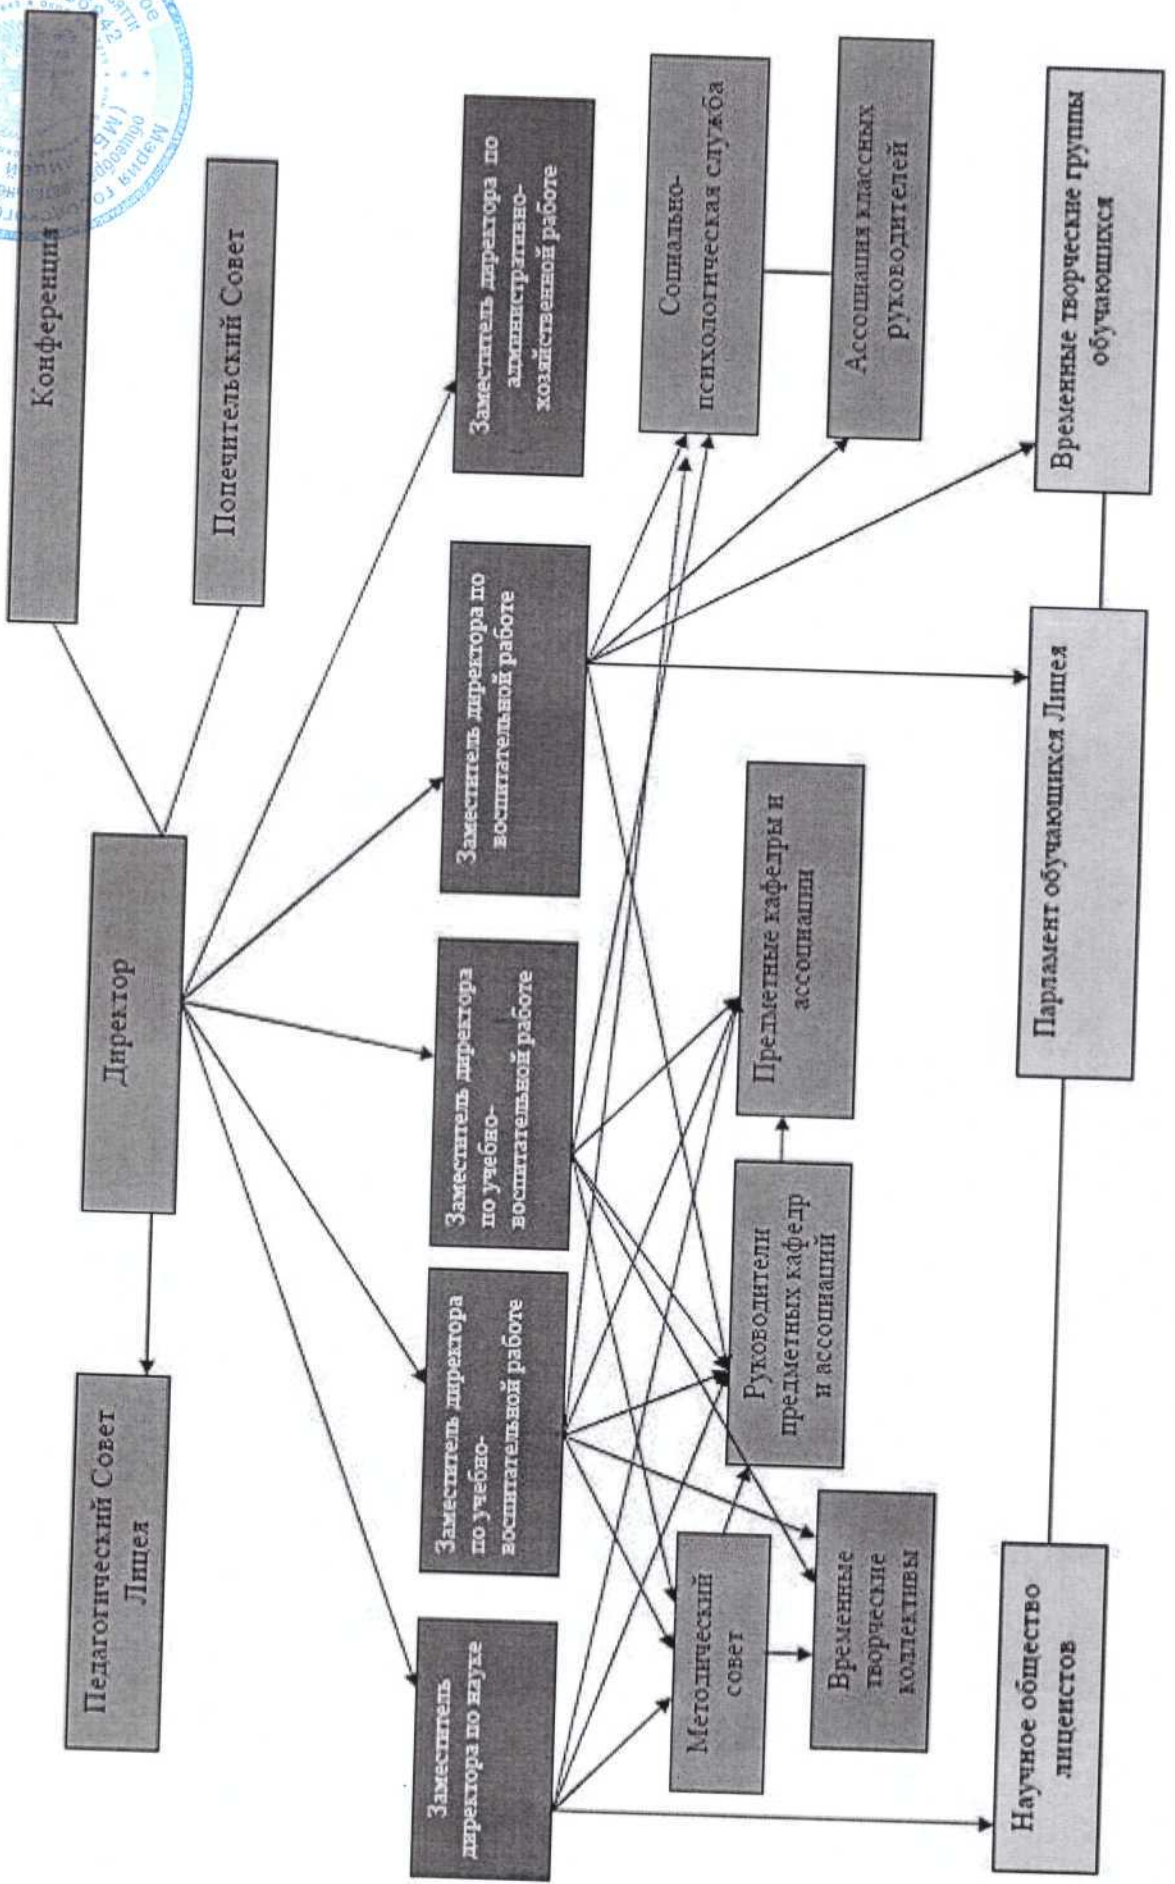 Конференция
Попечительский Совет
Директор
Педагогический Совет
Лицея
Заместитель
директора по науке
Заместитель директора
по учебно-
воспитательной работе
Заместитель директора
по учебно-
воспитательной работе
Заместитель директора по
воспитательной работе
Заместитель директора по
административно-
хозяйственной работе
Методический
совет
Временные
творческие
коллективы
Руководители
предметных кафедр
и ассоциаций
Предметные кафедры и
ассоциации
Социально-
психологическая служба
Ассоциация классных
руководителей
Научное общество
лицеистов
Парламент обучающихся Лицея
Временные творческие группы
обучающихся